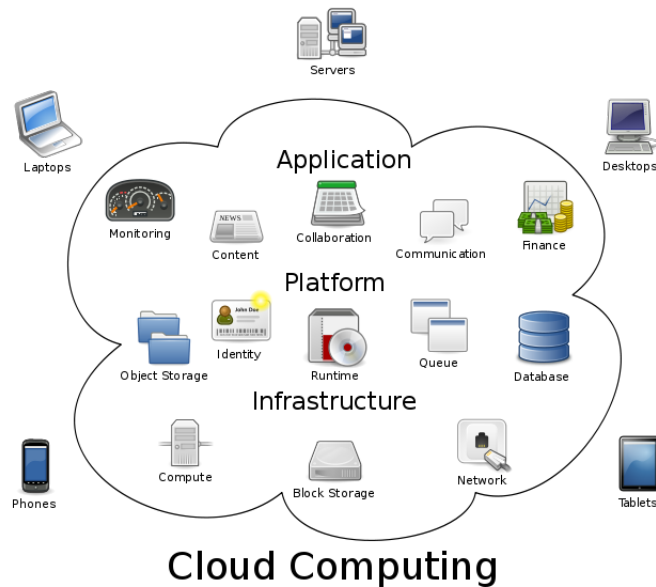 Servers
Laptops
Desktops
Application
Monitoring
NEWS
Content
Collaboration
Communication
Finance
Platform
Object Storage
John Doe
Identity
Runtime
Queue
Database
Infrastructure
Compute
Block Storage
Network
Phones
Tablets
Cloud Computing